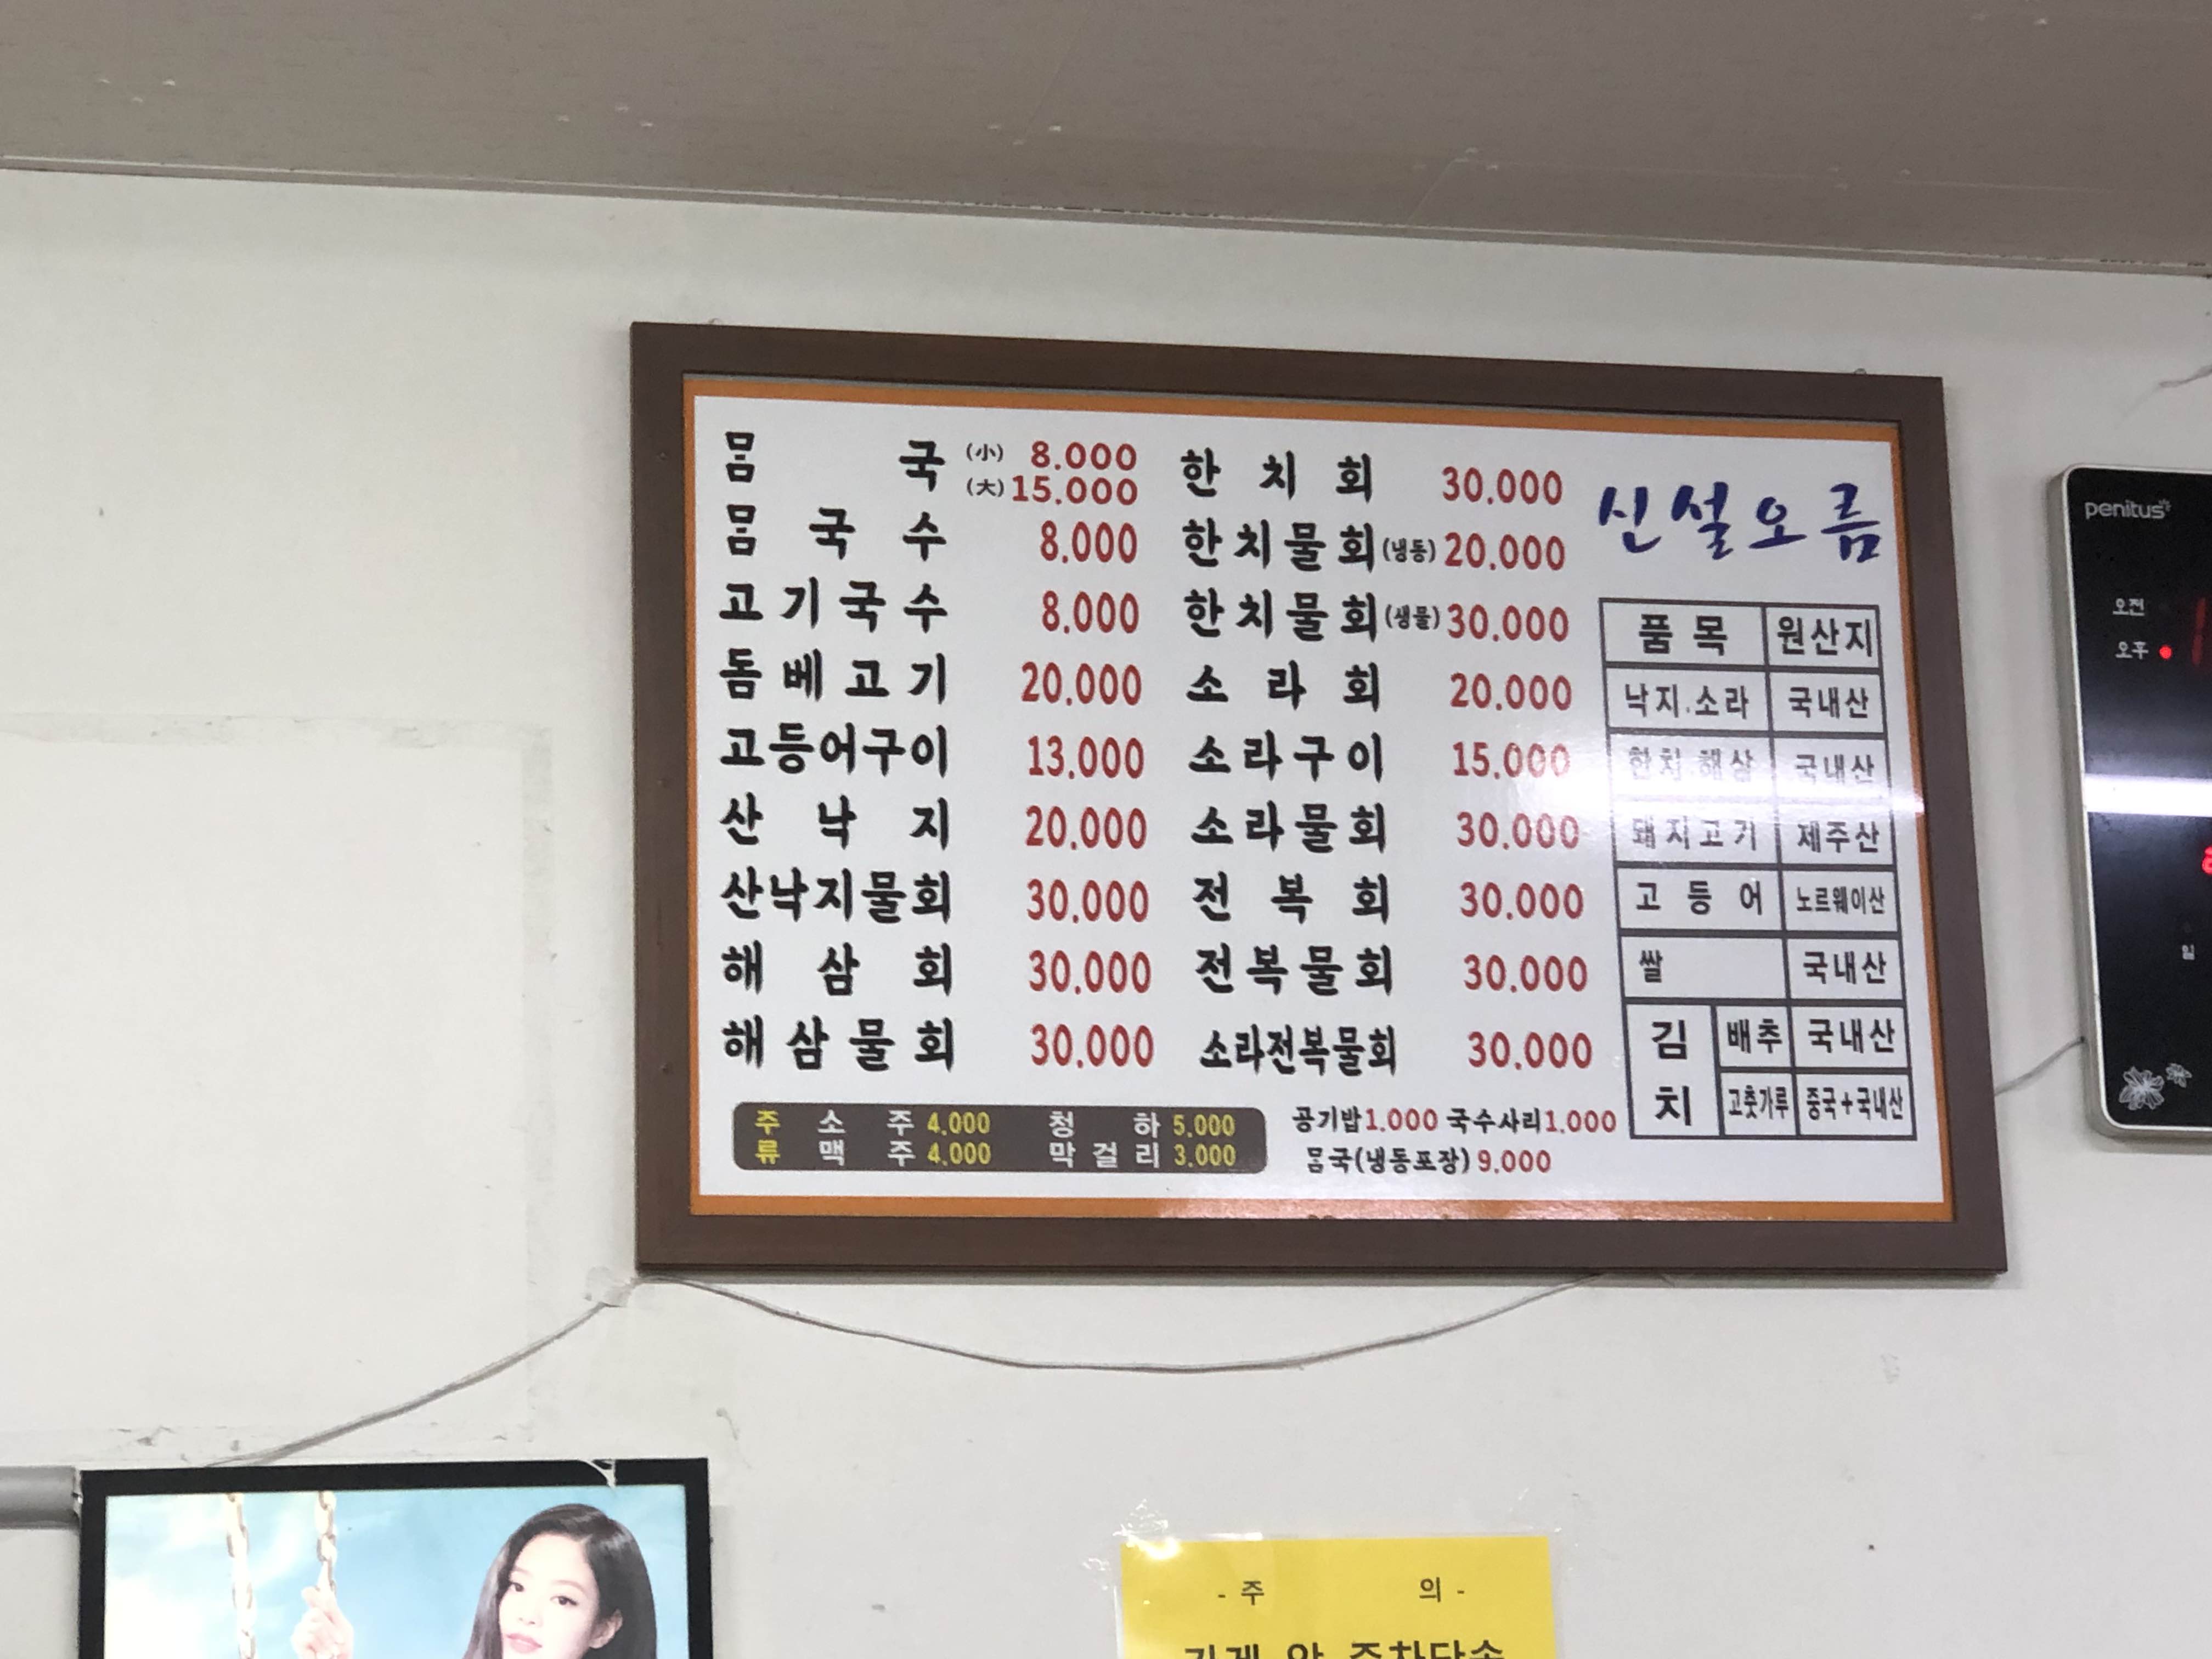 몸국 (小) 8.000
(大) 15.000
몸국수 8.000
고기국수 8.000
돔베고기 20.000
고등어구이 13.000
산낙지 20.000
산낙지물회 30.000
해삼회 30.000
해삼물회 30.000
한치회 30.000
한치물회(냉동) 20.000
한치물회(생물) 30.000
소라회 20.000
소라구이 15.000
소라물회 30.000
전복회 30.000
전복물회 30.000
소라전복물회 30.000
신설오름
품목 원산지
낙지.소라 국내산
한치.해삼 국내산
돼지고기 제주산
고등어 노르웨이산
쌀 국내산
김치 배추 국내산
고춧가루 중국+국내산
주류 소주 4.000 청하 5.000
맥주 4.000 막걸리 3.000
공기밥 1.000 국수사리 1.000
몸국(냉동포장) 9.000
penitus
오전
오후
일
- 주 의 -
가게 앞 주차단속